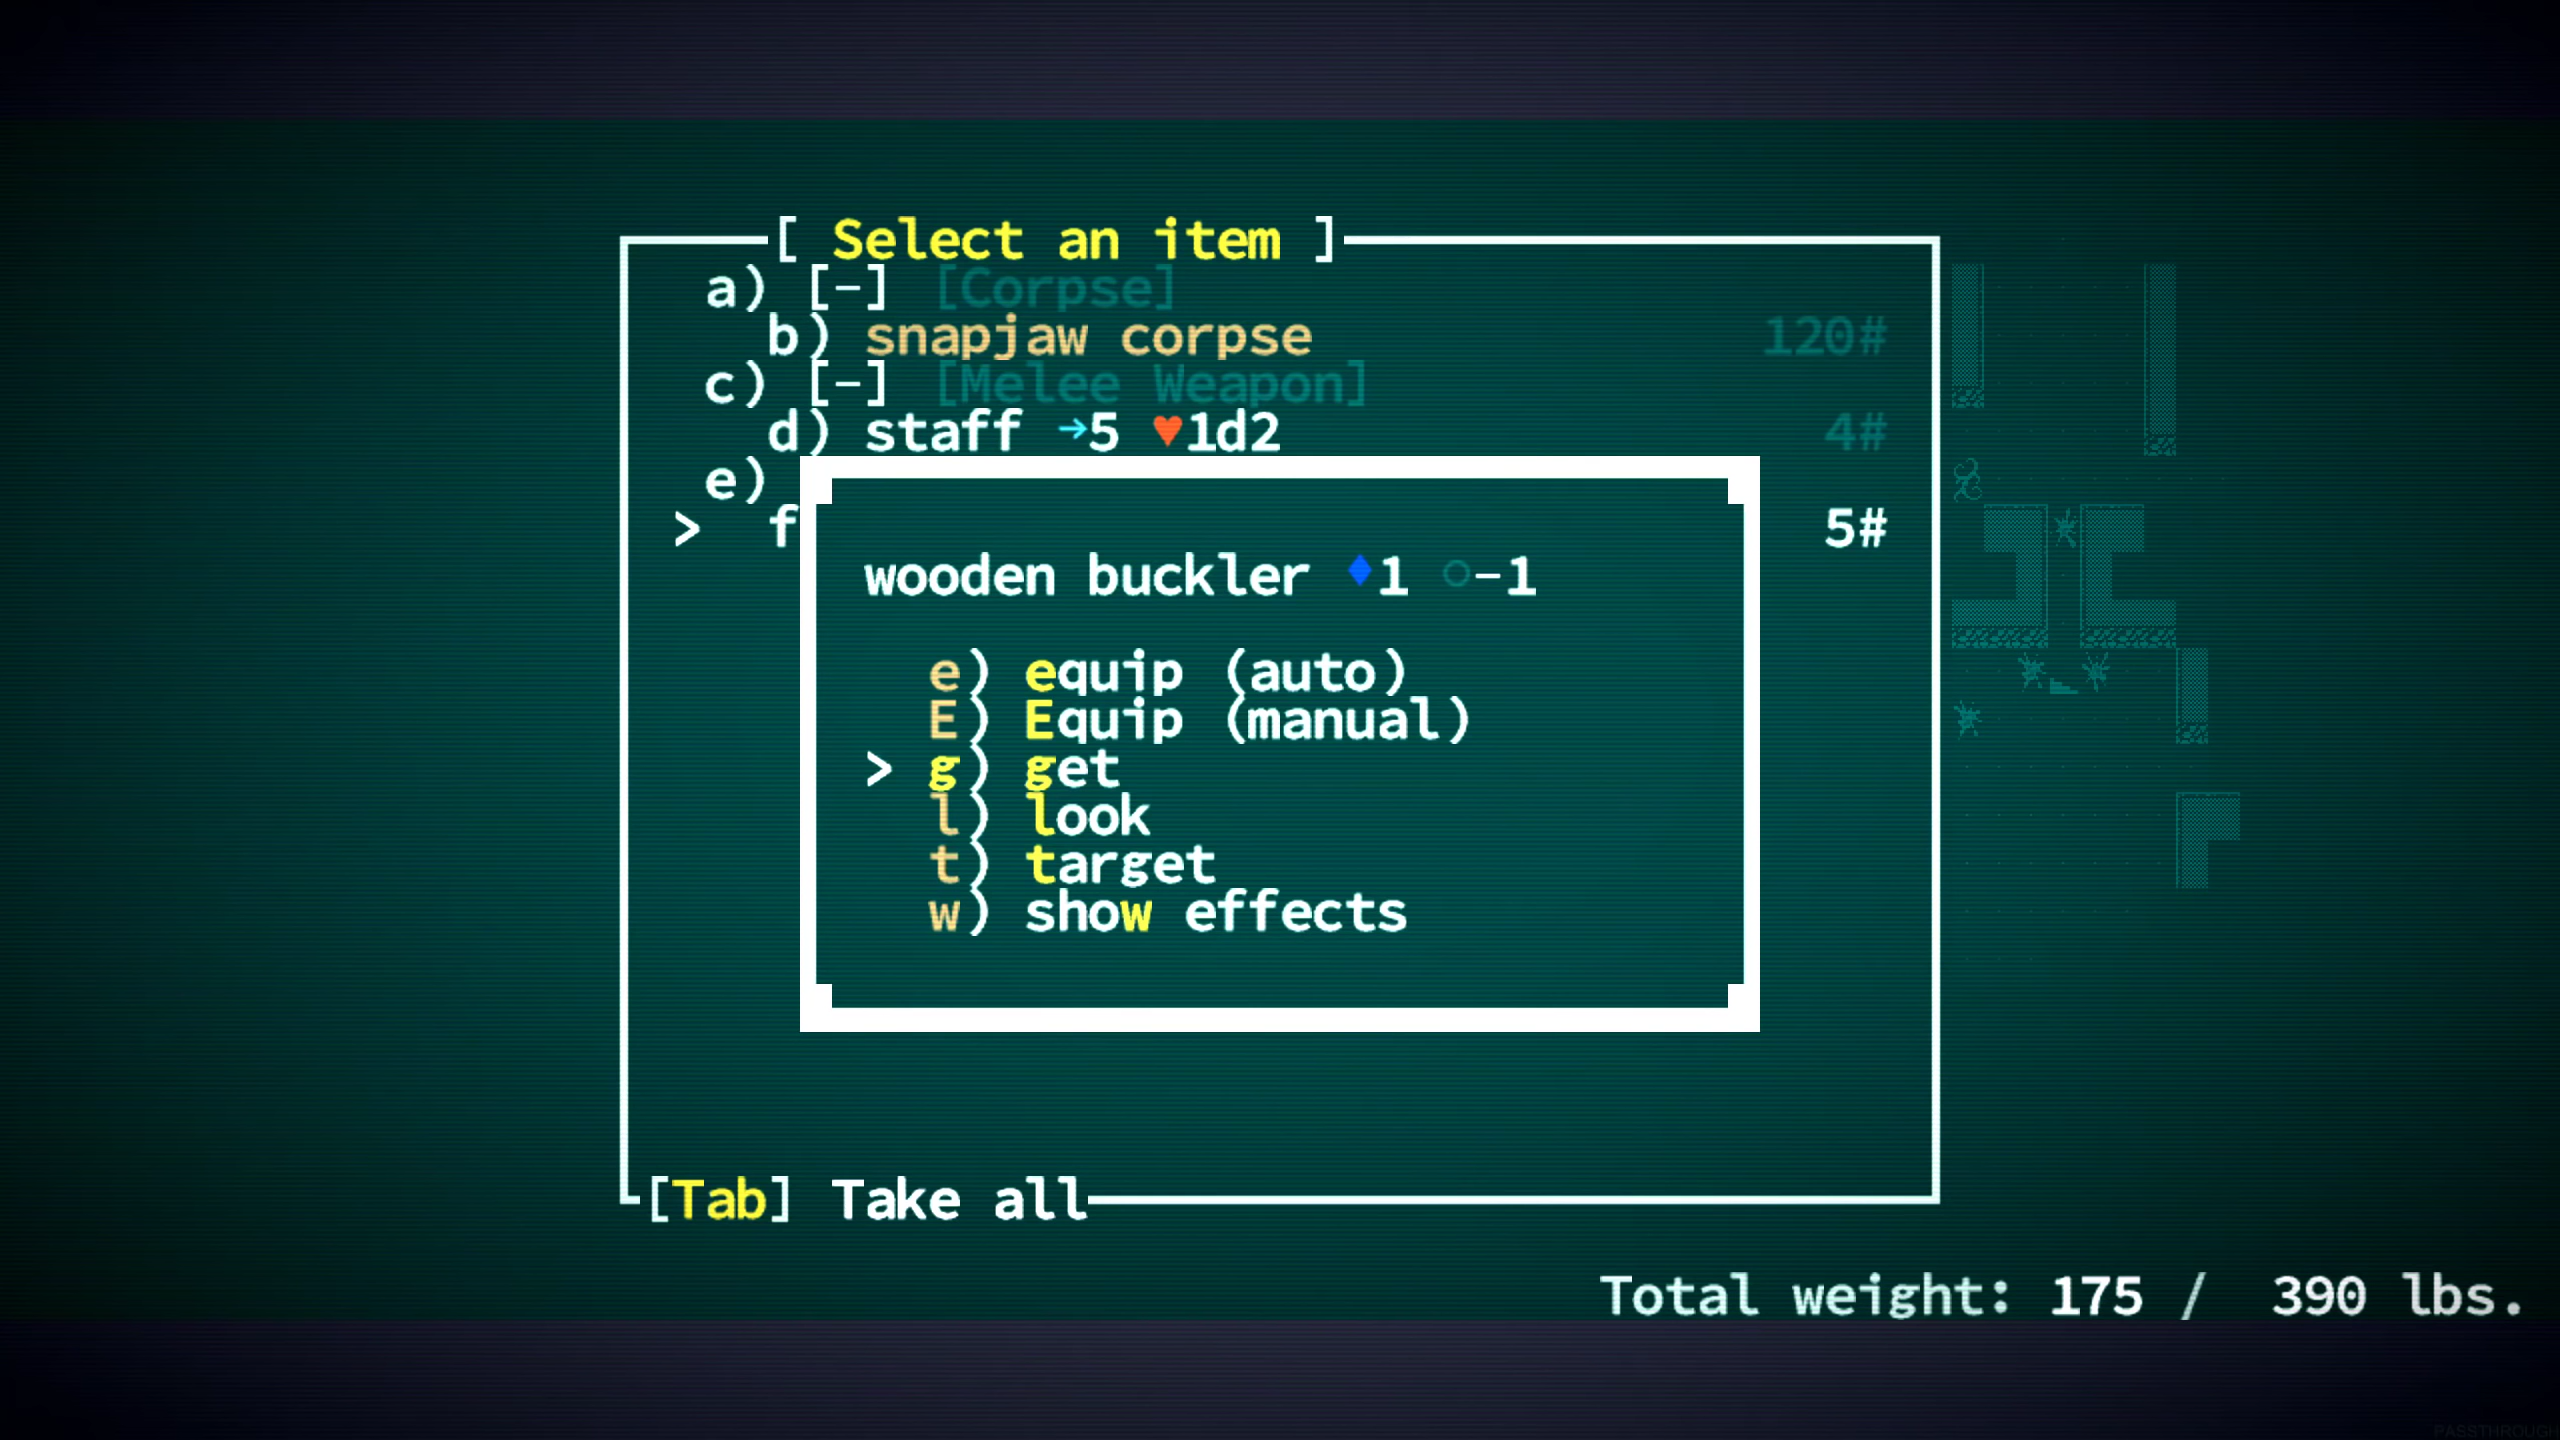 [ Select an item ]
a) [-] [Corpse]
b) snapjaw corpse 120#
c) [-] [Melee Weapon]
d) staff →5 ♥1d2 4#
e)
> f 5#
wooden buckler ♦1 ○-1
e) equip (auto)
E) Equip (manual)
> g) get
l) look
t) target
w) show effects
[Tab] Take all
Total weight: 175 / 390 lbs.
PASSTHROUGH